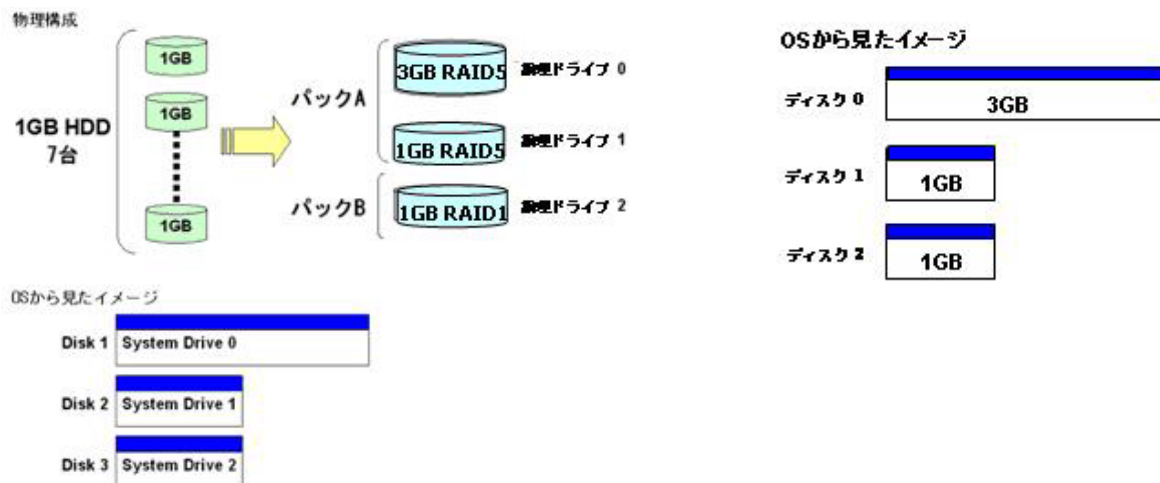 物理構成
1GB
1GB
1GB HDD
7台
1GB
パックA
3GB RAID5
論理ドライブ 0
1GB RAID5
論理ドライブ 1
パックB
1GB RAID1
論理ドライブ 2
OSから見たイメージ
ディスク 0
3GB
ディスク 1
1GB
ディスク 2
1GB
OSから見たイメージ
Disk 1 System Drive 0
Disk 2 System Drive 1
Disk 3 System Drive 2